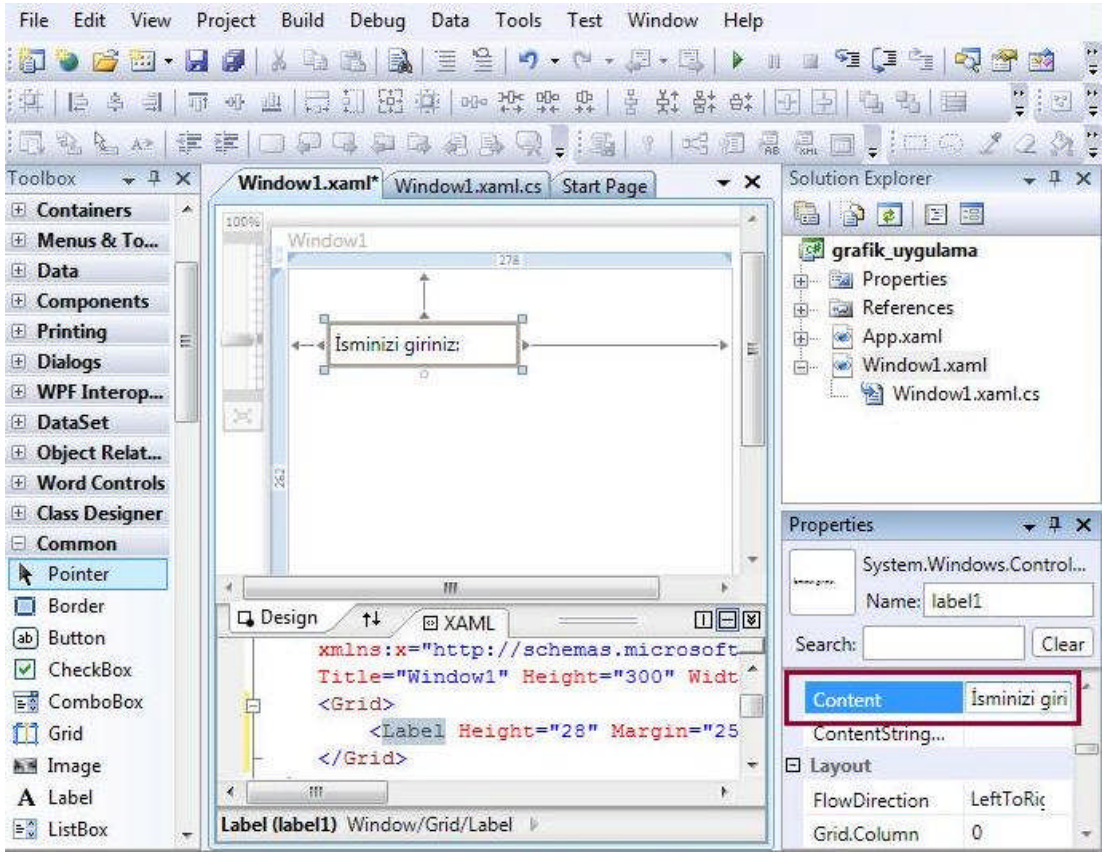 File Edit View Project Build Debug Data Tools Test Window Help
Toolbox
Containers
Menus & To...
Data
Components
Printing
Dialogs
WPF Interop...
DataSet
Object Relat...
Word Controls
Class Designer
Common
Pointer
Border
Button
CheckBox
ComboBox
Grid
Image
Label
ListBox
Window1.xaml* Window1.xaml.cs Start Page
100%
Window1
278
İsminizi giriniz:
262
Design XAML
xmlns:x="http://schemas.microsoft
Title="Window1" Height="300" Widt
<Grid>
<Label Height="28" Margin="25
</Grid>
Label (label1) Window/Grid/Label
Solution Explorer
grafik_uygulama
Properties
References
App.xaml
Window1.xaml
Window1.xaml.cs
Properties
System.Windows.Control...
Name: label1
Search: Clear
Content İsminizi giri
ContentString...
Layout
FlowDirection LeftToRig
Grid.Column 0